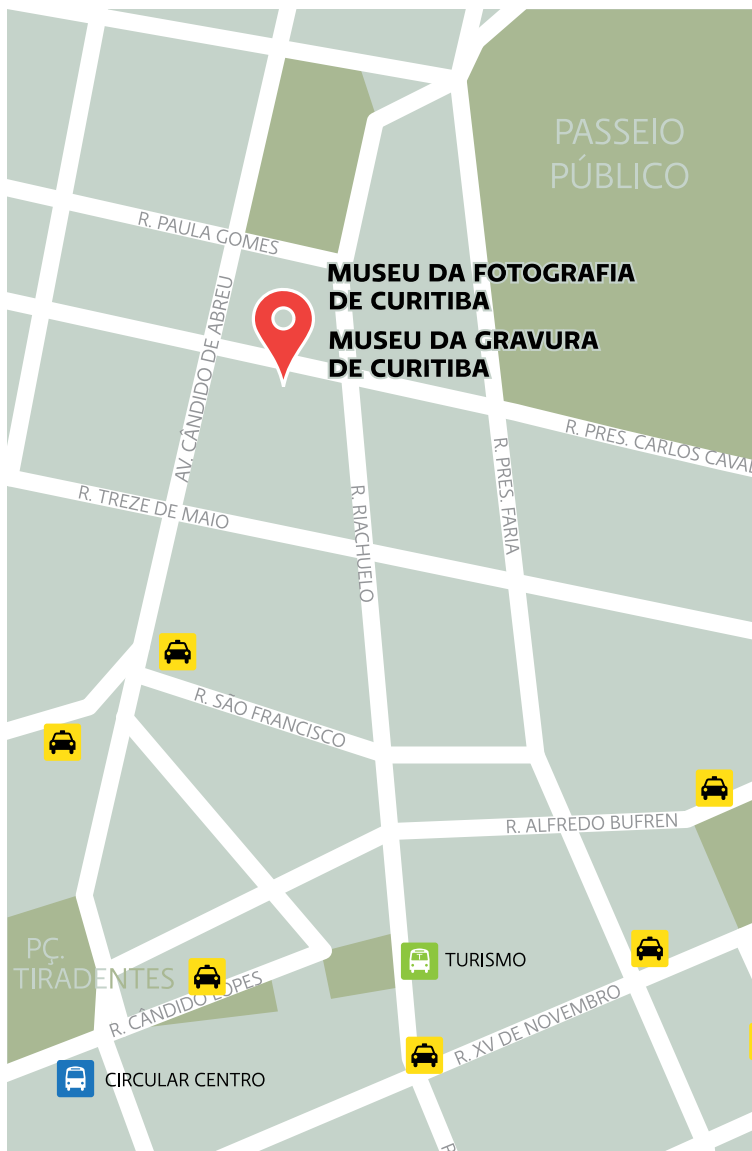 PASSEIO
PÚBLICO
R. PAULA GOMES
MUSEU DA FOTOGRAFIA
DE CURITIBA
MUSEU DA GRAVURA
DE CURITIBA
AV. CÂNDIDO DE ABREU
R. PRES. CARLOS CAVAL
R. PRES. FARIA
R. TREZE DE MAIO
R. RIACHUELO
R. SÃO FRANCISCO
R. ALFREDO BUFREN
PÇ.
TIRADENTES
TURISMO
R. CÂNDIDO LOPES
R. XV DE NOVEMBRO
CIRCULAR CENTRO